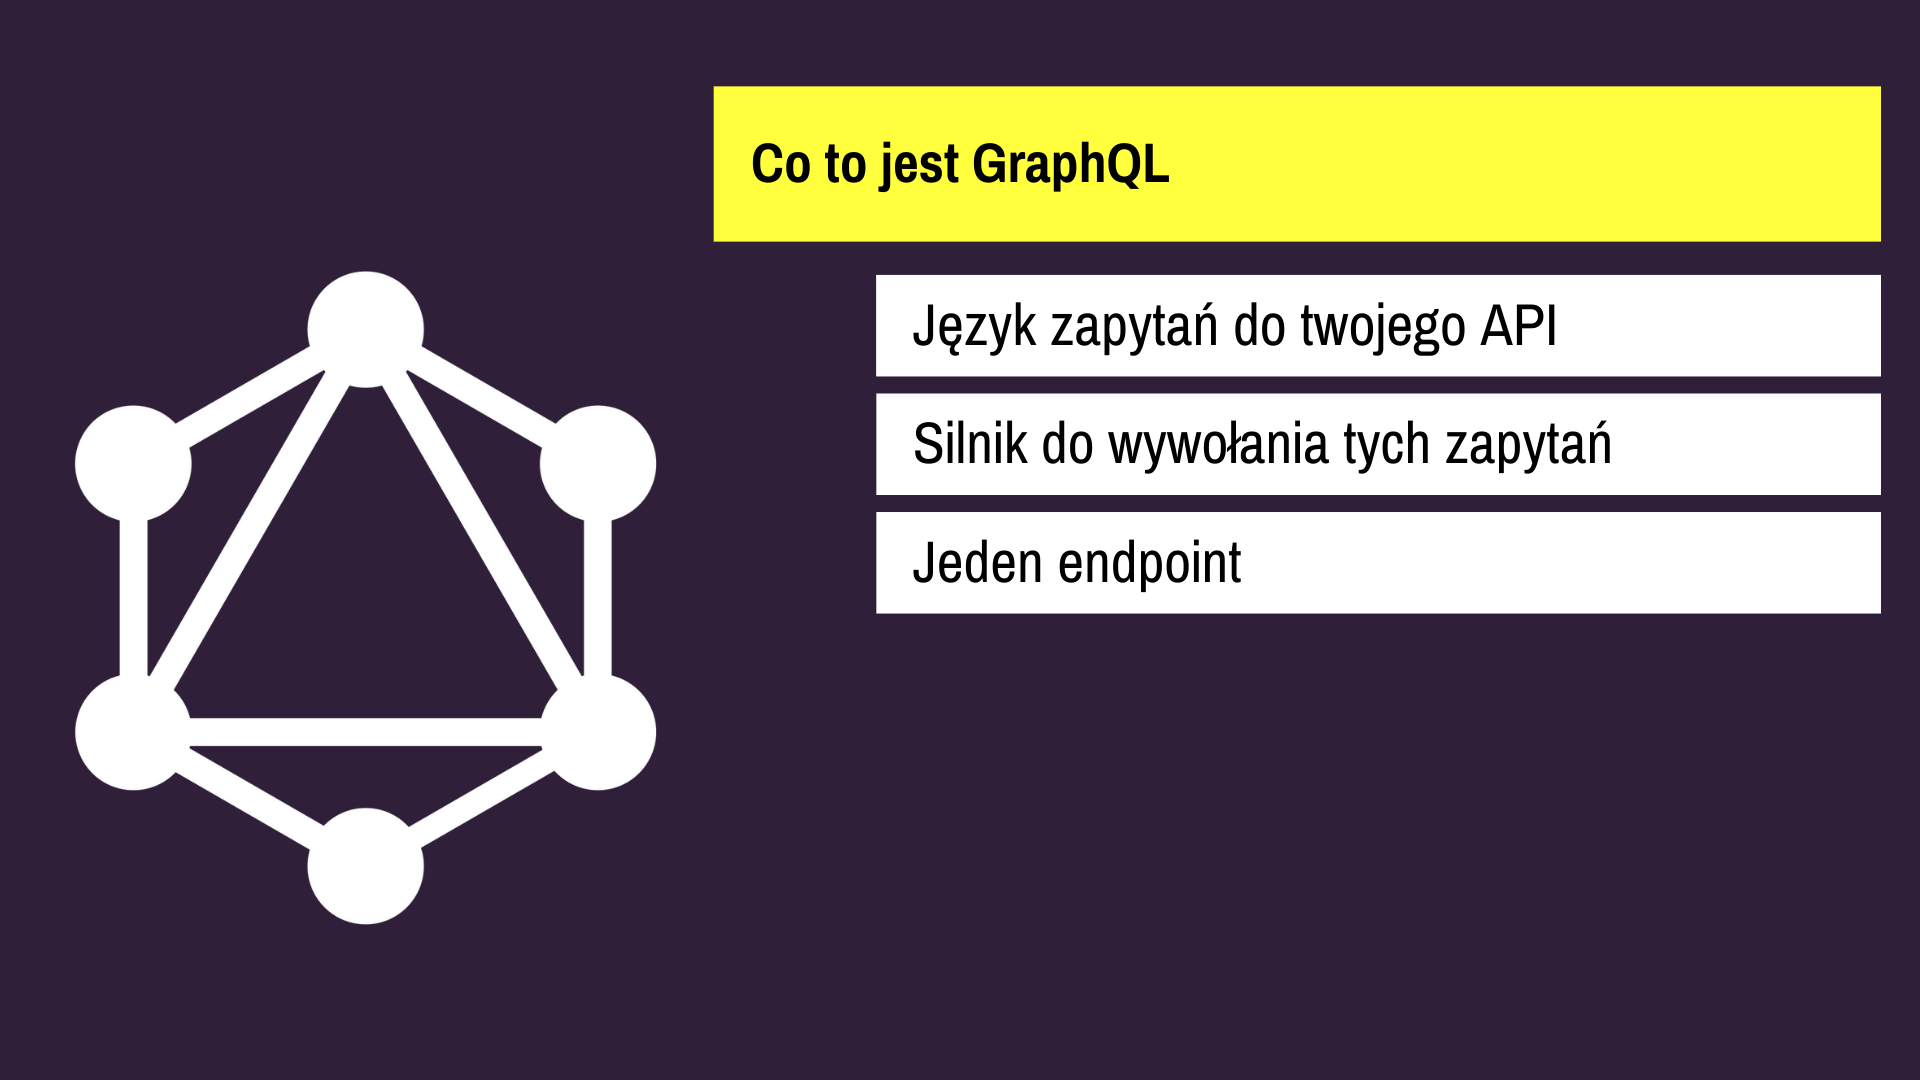 Co to jest GraphQL
Język zapytań do twojego API
Silnik do wywołania tych zapytań
Jeden endpoint